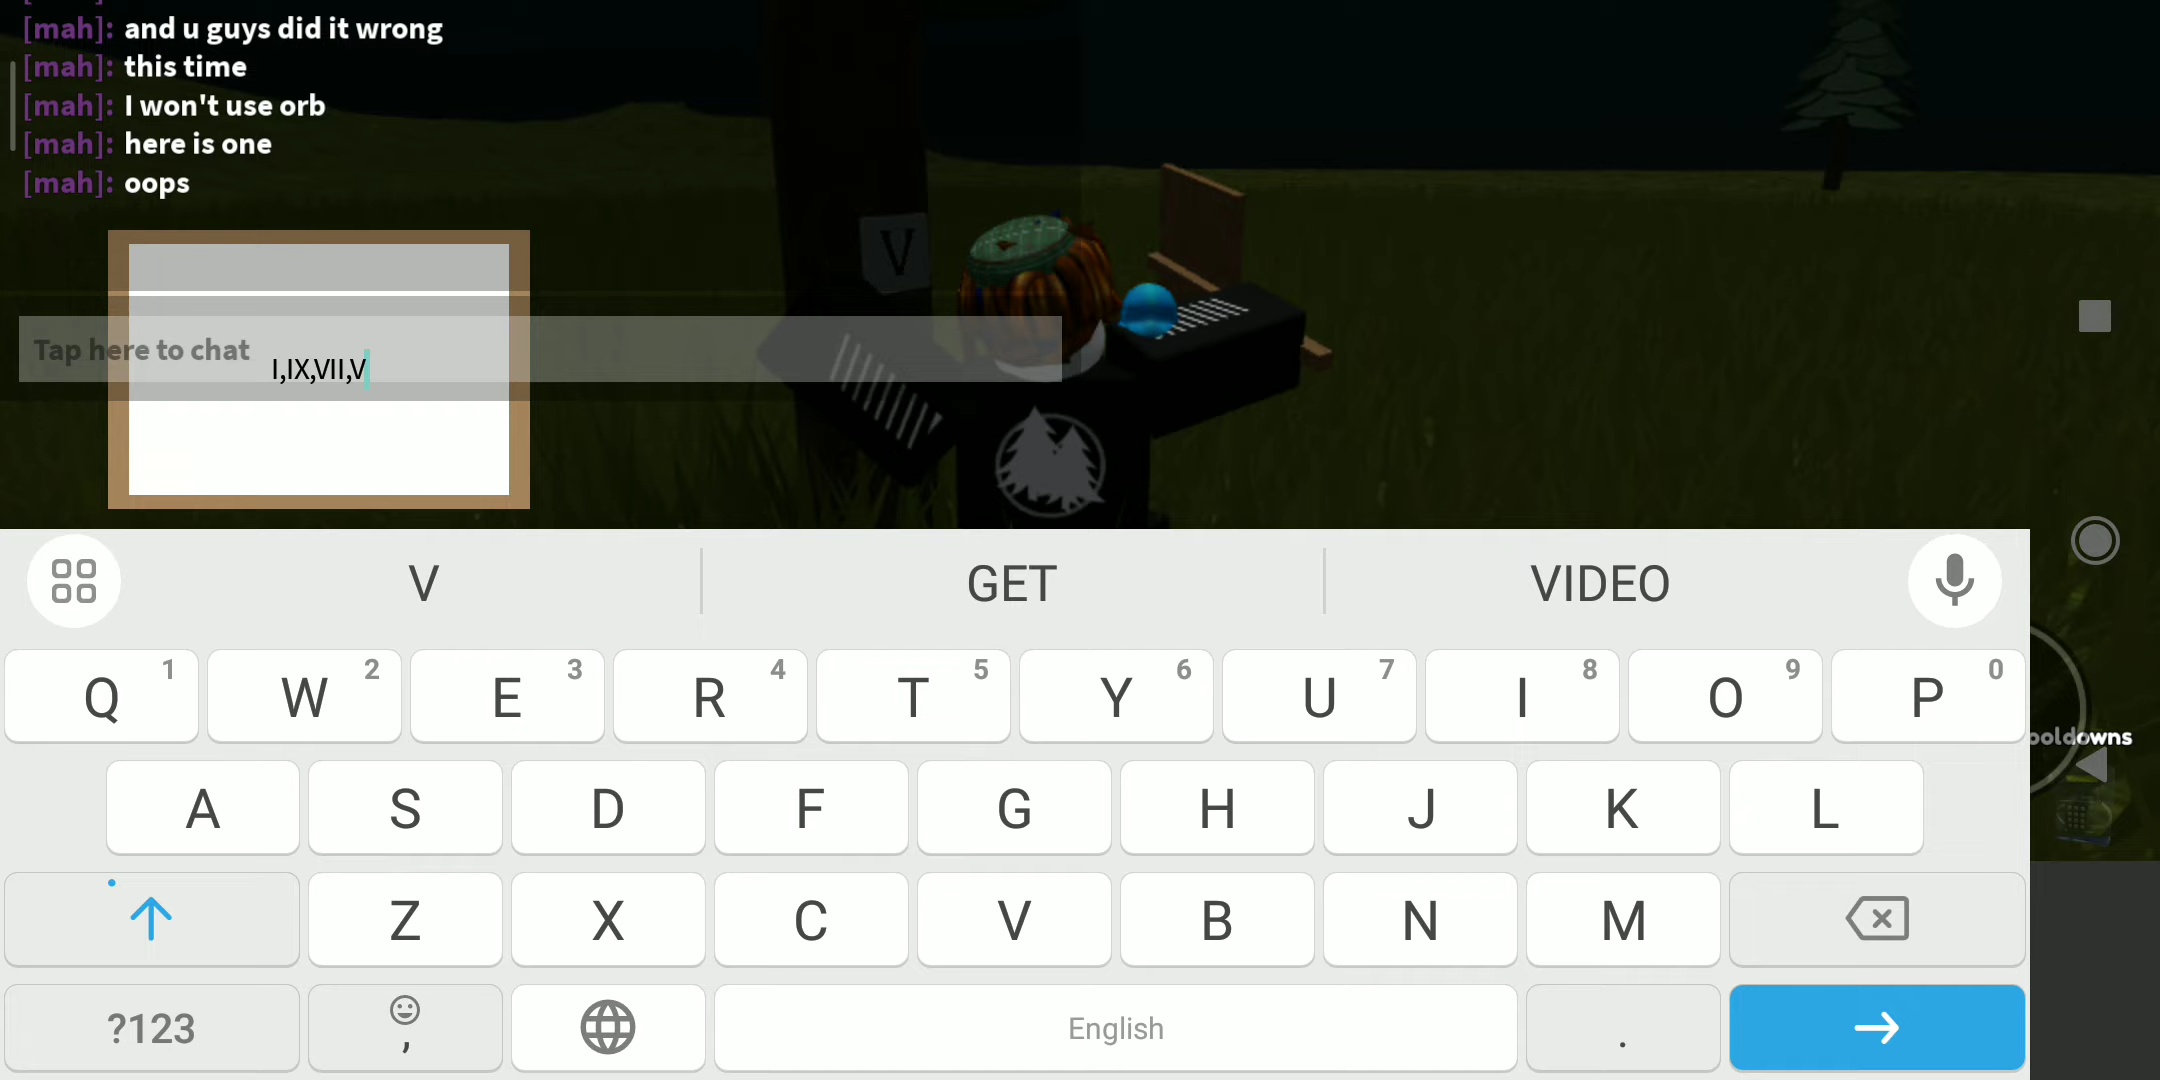 [mah]: and u guys did it wrong
[mah]: this time
[mah]: I won't use orb
[mah]: here is one
[mah]: oops
V
Tap here to chat
I,IX,VII,V
V GET VIDEO
Q 1 W 2 E 3 R 4 T 5 Y 6 U 7 I 8 O 9 P 0
ooldowns
A S D F G H J K L
Z X C V B N M
?123 , English .